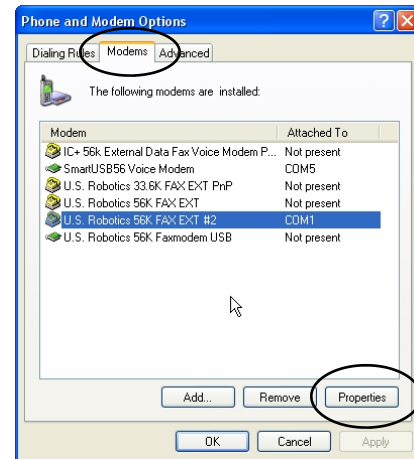 Phone and Modem Options
Dialing Rules Modems Advanced
The following modems are installed:
Modem Attached To
IC+ 56k External Data Fax Voice Modem P... Not present
SmartUSB56 Voice Modem COM5
U.S. Robotics 33.6K FAX EXT PnP Not present
U.S. Robotics 56K FAX EXT Not present
U.S. Robotics 56K FAX EXT #2 COM1
U.S. Robotics 56K Faxmodem USB Not present
Add... Remove Properties
OK Cancel Apply